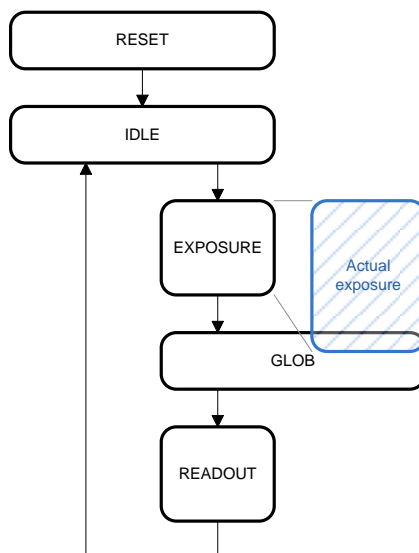 RESET
IDLE
EXPOSURE
Actual
exposure
GLOB
READOUT